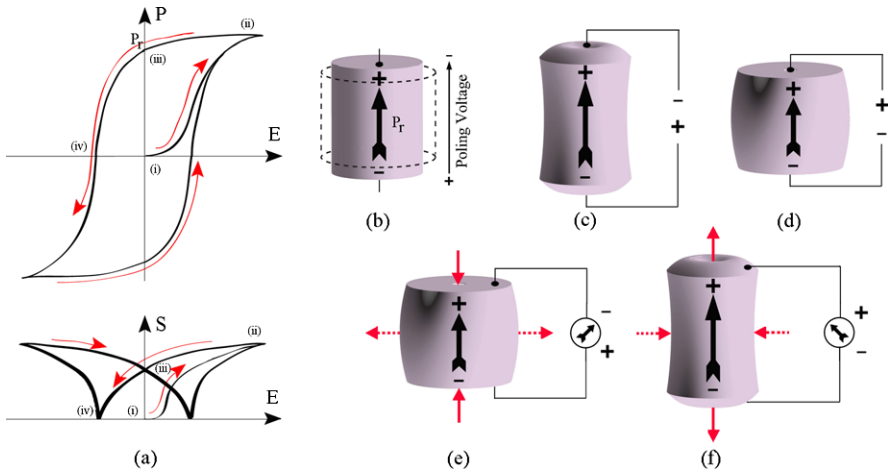 P
(ii)
Pr
(iii)
E
(iv)
(i)
S
(ii)
(iii)
E
(iv)
(i)
(a)
-
+
Pr
-
Poling Voltage
+
(b)
+
-
-
+
(c)
+
-
+
-
(d)
+
-
-
+
(e)
+
-
+
-
(f)